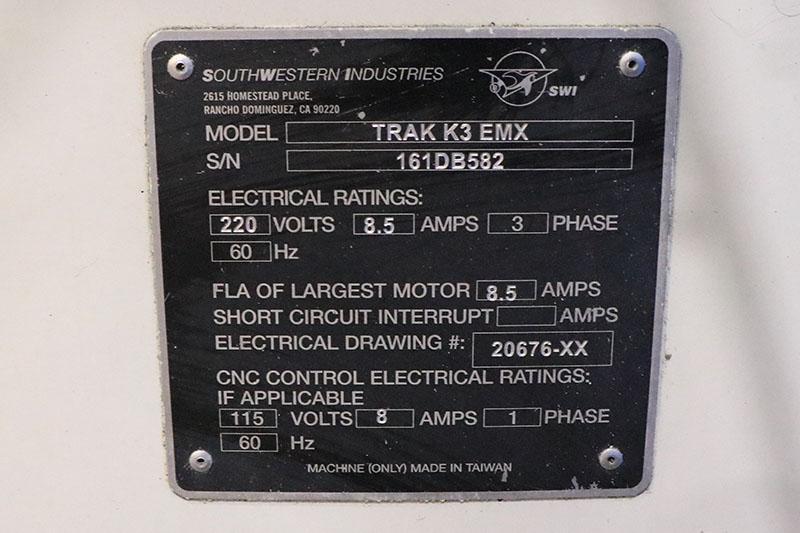 SOUTHWESTERN INDUSTRIES
SWI
2615 HOMESTEAD PLACE,
RANCHO DOMINGUEZ, CA 90220
MODEL TRAK K3 EMX
S/N 161DB582
ELECTRICAL RATINGS:
220 VOLTS 8.5 AMPS 3 PHASE
60 Hz
FLA OF LARGEST MOTOR 8.5 AMPS
SHORT CIRCUIT INTERRUPT AMPS
ELECTRICAL DRAWING #: 20676-XX
CNC CONTROL ELECTRICAL RATINGS:
IF APPLICABLE
115 VOLTS 8 AMPS 1 PHASE
60 Hz
MACHINE (ONLY) MADE IN TAIWAN